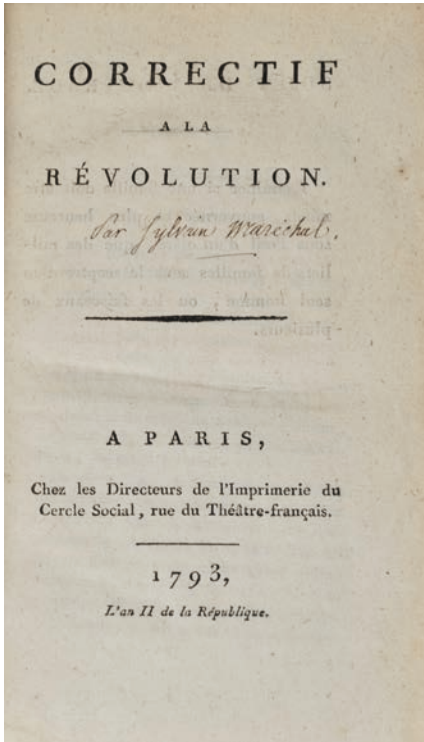 CORRECTIF
A LA
RÉVOLUTION.
Par Sylvain Maréchal.
A PARIS,
Chez les Directeurs de l'Imprimerie du
Cercle Social, rue du Théâtre-français.
1793,
L'an II de la République.